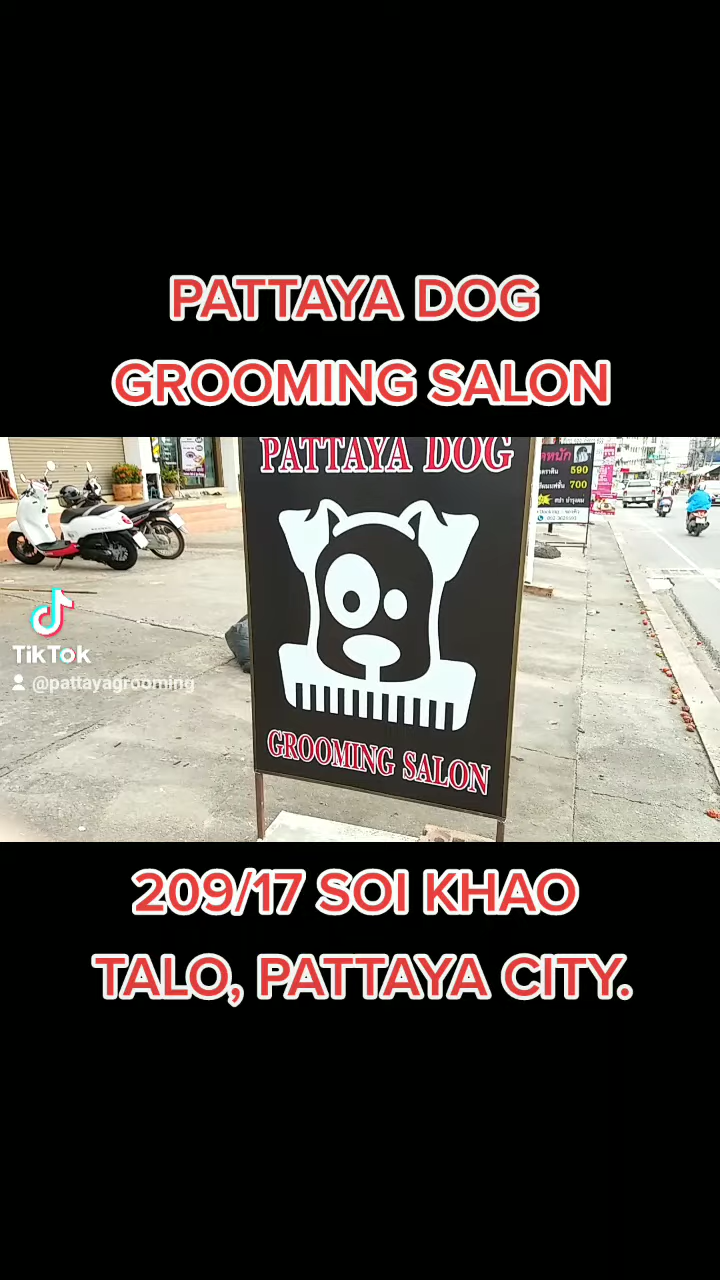 PATTAYA DOG
GROOMING SALON
PATTAYA DOG
GROOMING SALON
590
700
TikTok
@pattayagrooming
209/17 SOI KHAO
TALO, PATTAYA CITY.